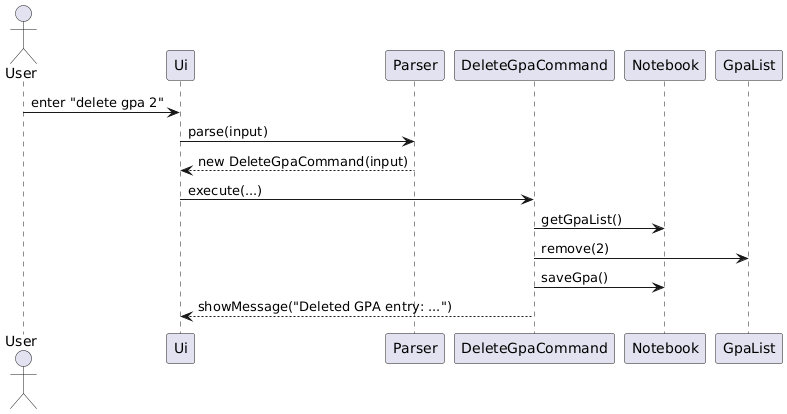 User
Ui
Parser
DeleteGpaCommand
Notebook
GpaList
enter "delete gpa 2"
parse(input)
new DeleteGpaCommand(input)
execute(...)
getGpaList()
remove(2)
saveGpa()
showMessage("Deleted GPA entry: ...")
User
Ui
Parser
DeleteGpaCommand
Notebook
GpaList